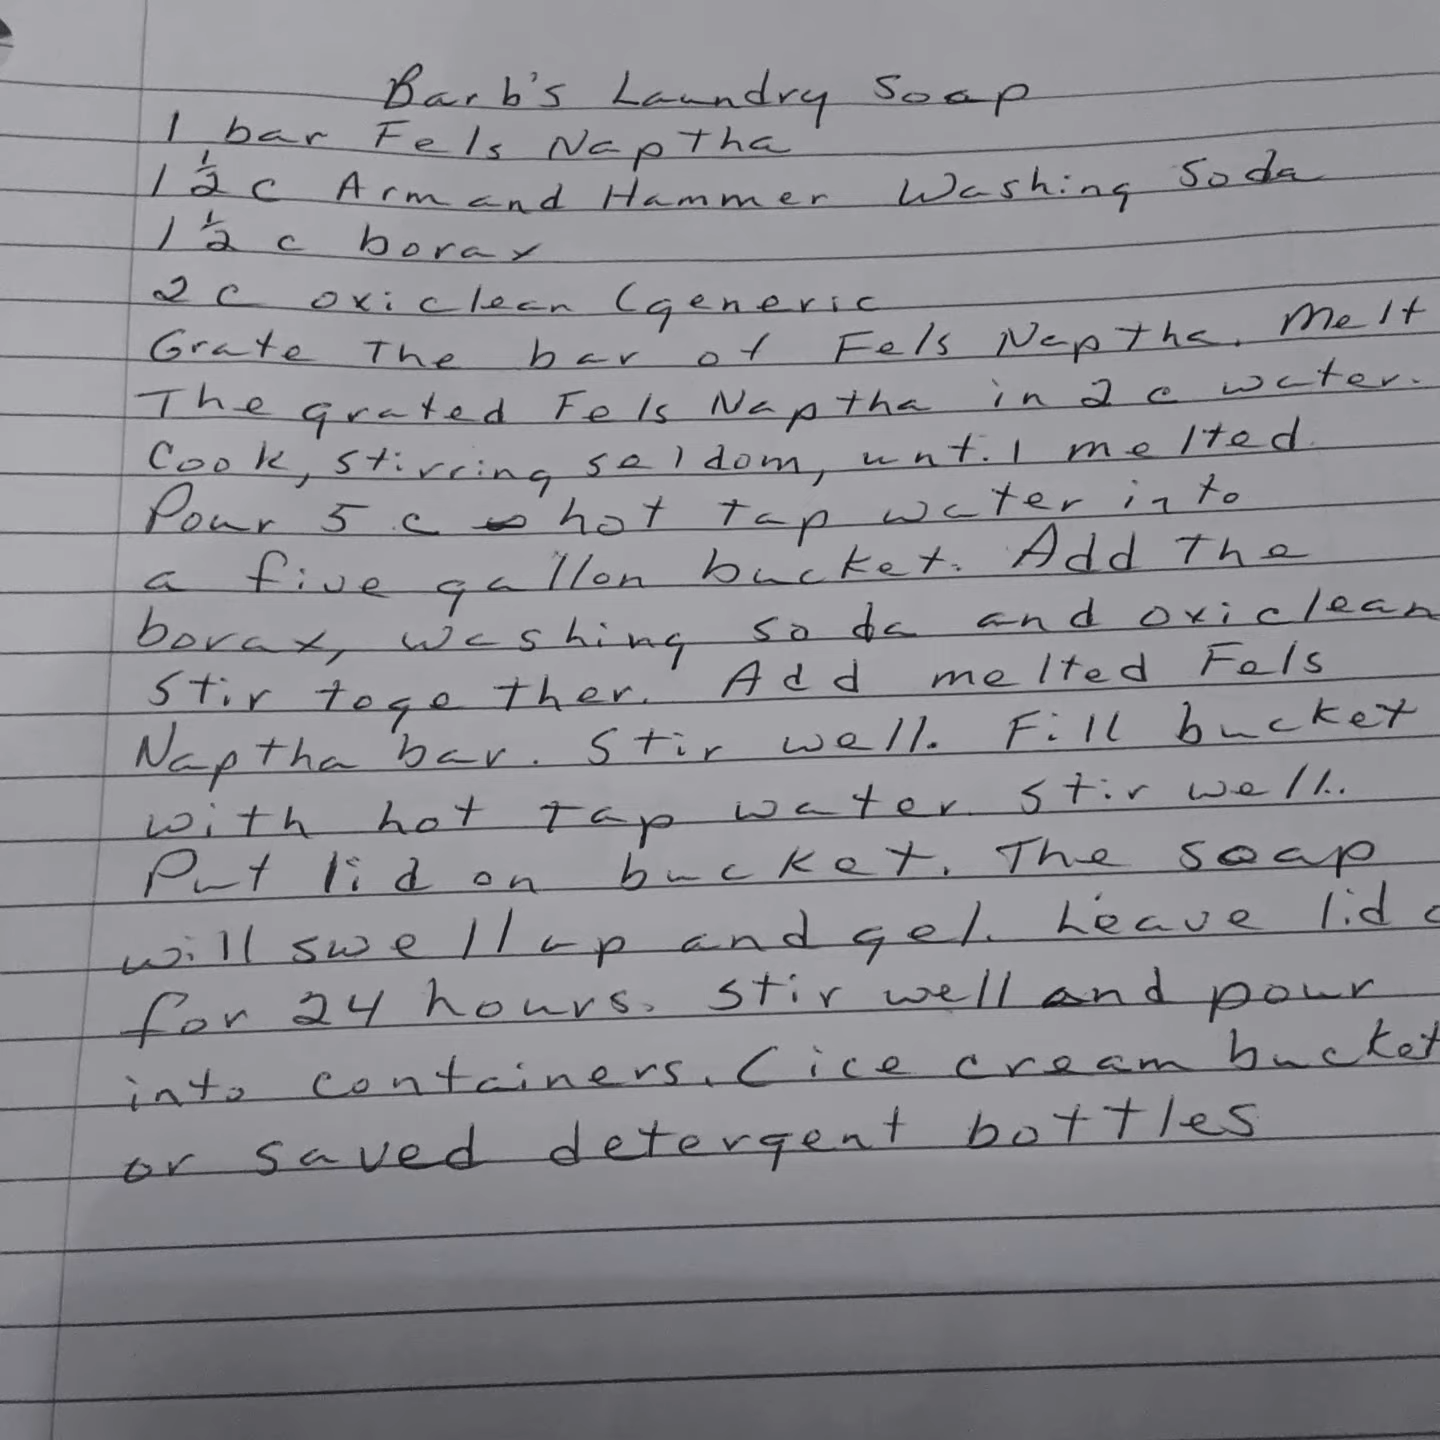 Barb's Laundry Soap
1 bar Fels Naptha
1 1/2 c Arm and Hammer Washing Soda
1 1/2 c borax
2 c oxiclean (generic
Grate The bar of Fels Naptha. Melt
The grated Fels Naptha in 2 c water.
Cook, stirring seldom, until melted.
Pour 5 c hot tap water into
a five gallon bucket. Add The
borax, washing soda and oxiclean
Stir together. Add melted Fels
Naptha bar. Stir well. Fill bucket
with hot Tap water. Stir well.
Put lid on bucket. The soap
will swell up and gel. Leave lid
for 24 hours. Stir well and pour
into containers. (ice cream bucket
or saved detergent bottles